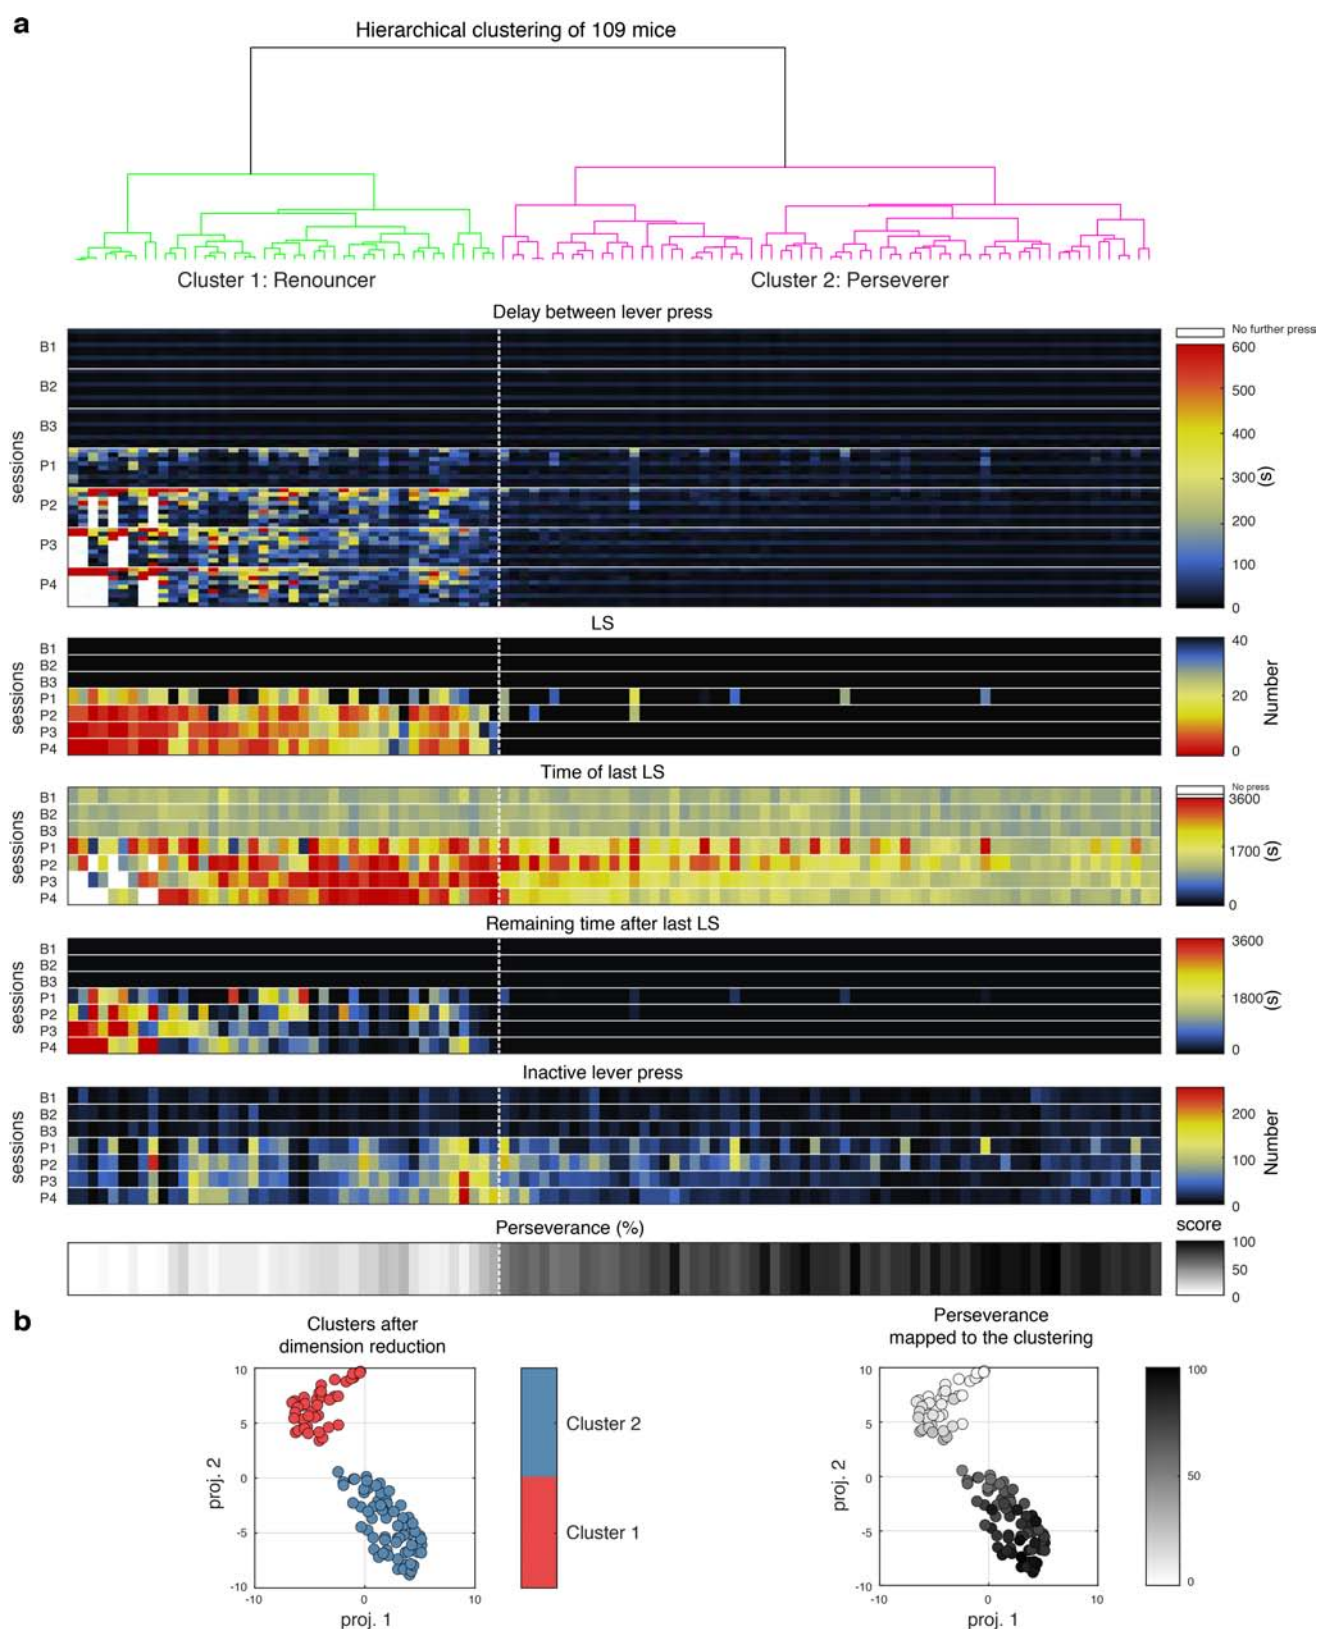 a
Hierarchical clustering of 109 mice
Cluster 1: Renouncer
Cluster 2: Perseverer
Delay between lever press
sessions
B1
B2
B3
P1
P2
P3
P4
No further press
600
500
400
300
200
100
0
(s)
LS
sessions
B1
B2
B3
P1
P2
P3
P4
40
20
0
Number
Time of last LS
sessions
B1
B2
B3
P1
P2
P3
P4
No press
3600
1700
0
(s)
Remaining time after last LS
sessions
B1
B2
B3
P1
P2
P3
P4
3600
1800
0
(s)
Inactive lever press
sessions
B1
B2
B3
P1
P2
P3
P4
200
100
0
Number
Perseverance (%)
score
100
50
0
b
Clusters after
dimension reduction
10
5
0
-5
-10
proj. 2
-10
0
10
proj. 1
Cluster 2
Cluster 1
Perseverance
mapped to the clustering
10
5
0
-5
-10
proj. 2
-10
0
10
proj. 1
100
50
0